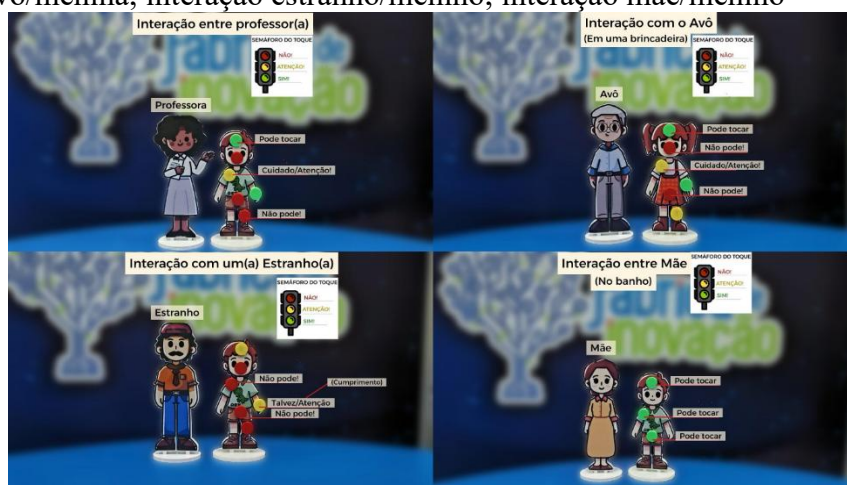 vô/menina; interação estranho/menino; interação mãe/menino
Interação entre professor(a)
SEMÁFORO DO TOQUE
NÃO!
ATENÇÃO!
SIM!
Professora
Pode tocar
Cuidado/Atenção!
Não pode!
Interação com o Avô
(Em uma brincadeira)
SEMÁFORO DO TOQUE
NÃO!
ATENÇÃO!
SIM!
Avô
Pode tocar
Não pode!
Cuidado/Atenção!
Não pode!
inovação
Interação com um(a) Estranho(a)
SEMÁFORO DO TOQUE
NÃO!
ATENÇÃO!
SIM!
Estranho
Não pode!
(Cumprimento)
Talvez/Atenção
Não pode!
Interação entre Mãe
(No banho)
SEMÁFORO DO TOQUE
NÃO!
ATENÇÃO!
SIM!
Mãe
Pode tocar
Pode tocar
Pode tocar
inovação